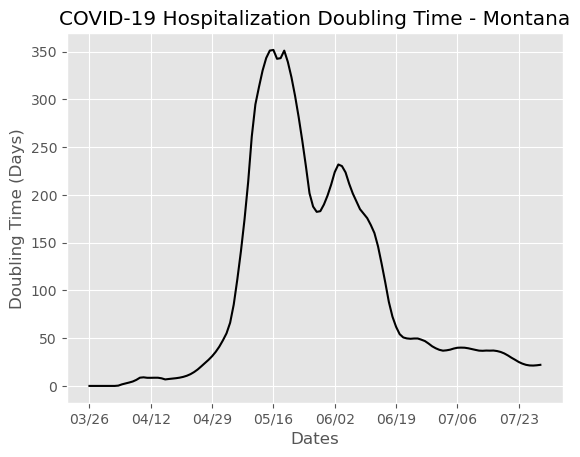 COVID-19 Hospitalization Doubling Time - Montana
350
300
250
200
150
100
50
0
Doubling Time (Days)
03/26 04/12 04/29 05/16 06/02 06/19 07/06 07/23
Dates